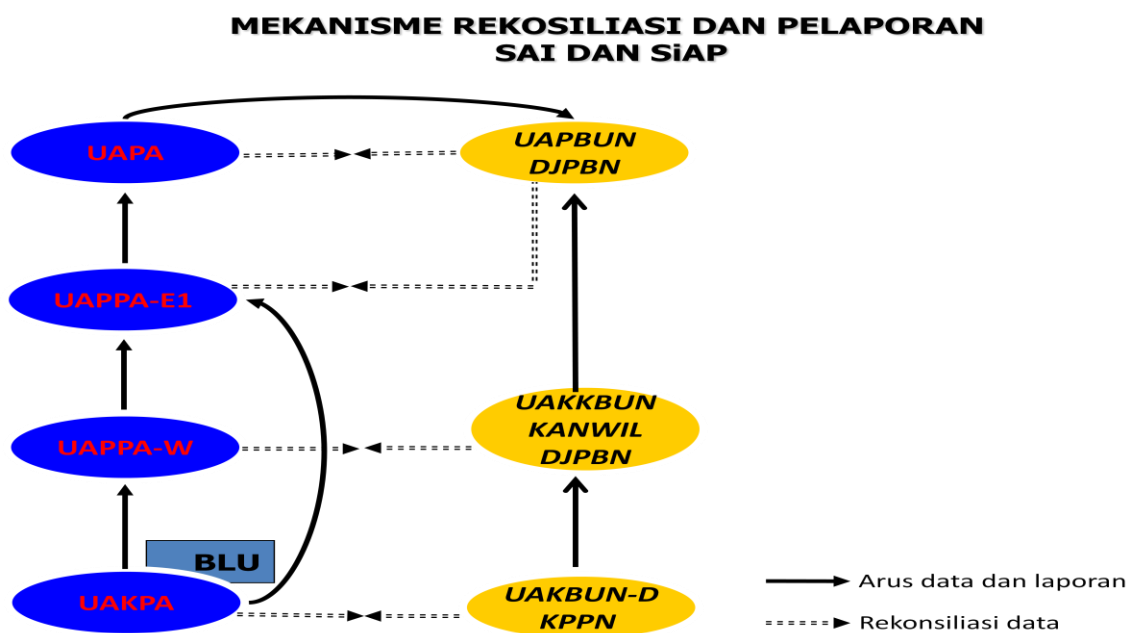 MEKANISME REKOSILIASI DAN PELAPORAN
SAI DAN SiAP
UAPA
UAPBUN
DJPBN
UAPPA-E1
UAPPA-W
UAKKBUN
KANWIL
DJPBN
BLU
UAKPA
UAKBUN-D
KPPN
Arus data dan laporan
Rekonsiliasi data